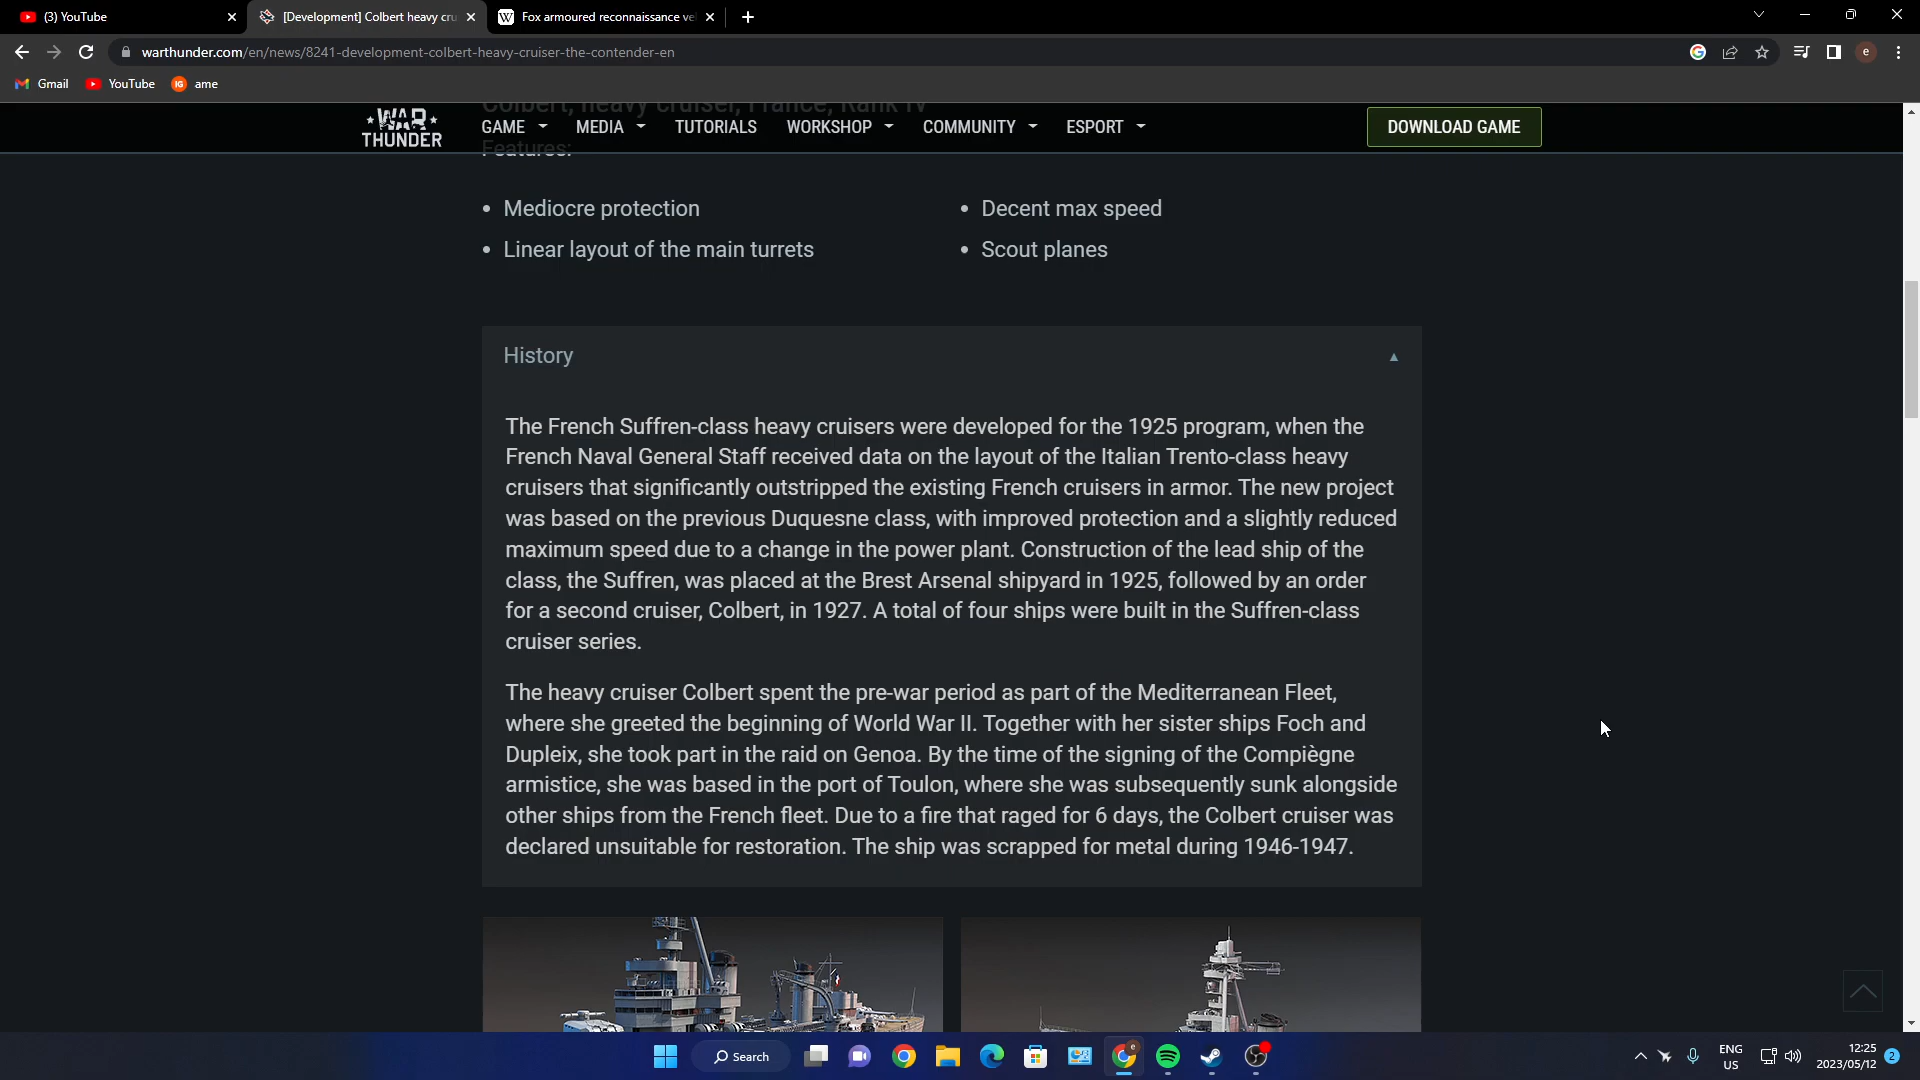 (3) YouTube
[Development] Colbert heavy cru
Fox armoured reconnaissance ve
warthunder.com/en/news/8241-development-colbert-heavy-cruiser-the-contender-en
e
Gmail
YouTube
IG
ame
Colbert, heavy cruiser, France, Rank IV
WAR THUNDER
GAME
MEDIA
TUTORIALS
WORKSHOP
COMMUNITY
ESPORT
DOWNLOAD GAME
Features:
• Mediocre protection
• Decent max speed
• Linear layout of the main turrets
• Scout planes
History
The French Suffren-class heavy cruisers were developed for the 1925 program, when the
French Naval General Staff received data on the layout of the Italian Trento-class heavy
cruisers that significantly outstripped the existing French cruisers in armor. The new project
was based on the previous Duquesne class, with improved protection and a slightly reduced
maximum speed due to a change in the power plant. Construction of the lead ship of the
class, the Suffren, was placed at the Brest Arsenal shipyard in 1925, followed by an order
for a second cruiser, Colbert, in 1927. A total of four ships were built in the Suffren-class
cruiser series.
The heavy cruiser Colbert spent the pre-war period as part of the Mediterranean Fleet,
where she greeted the beginning of World War II. Together with her sister ships Foch and
Dupleix, she took part in the raid on Genoa. By the time of the signing of the Compiègne
armistice, she was based in the port of Toulon, where she was subsequently sunk alongside
other ships from the French fleet. Due to a fire that raged for 6 days, the Colbert cruiser was
declared unsuitable for restoration. The ship was scrapped for metal during 1946-1947.
Search
ENG
US
12:25
2023/05/12
2